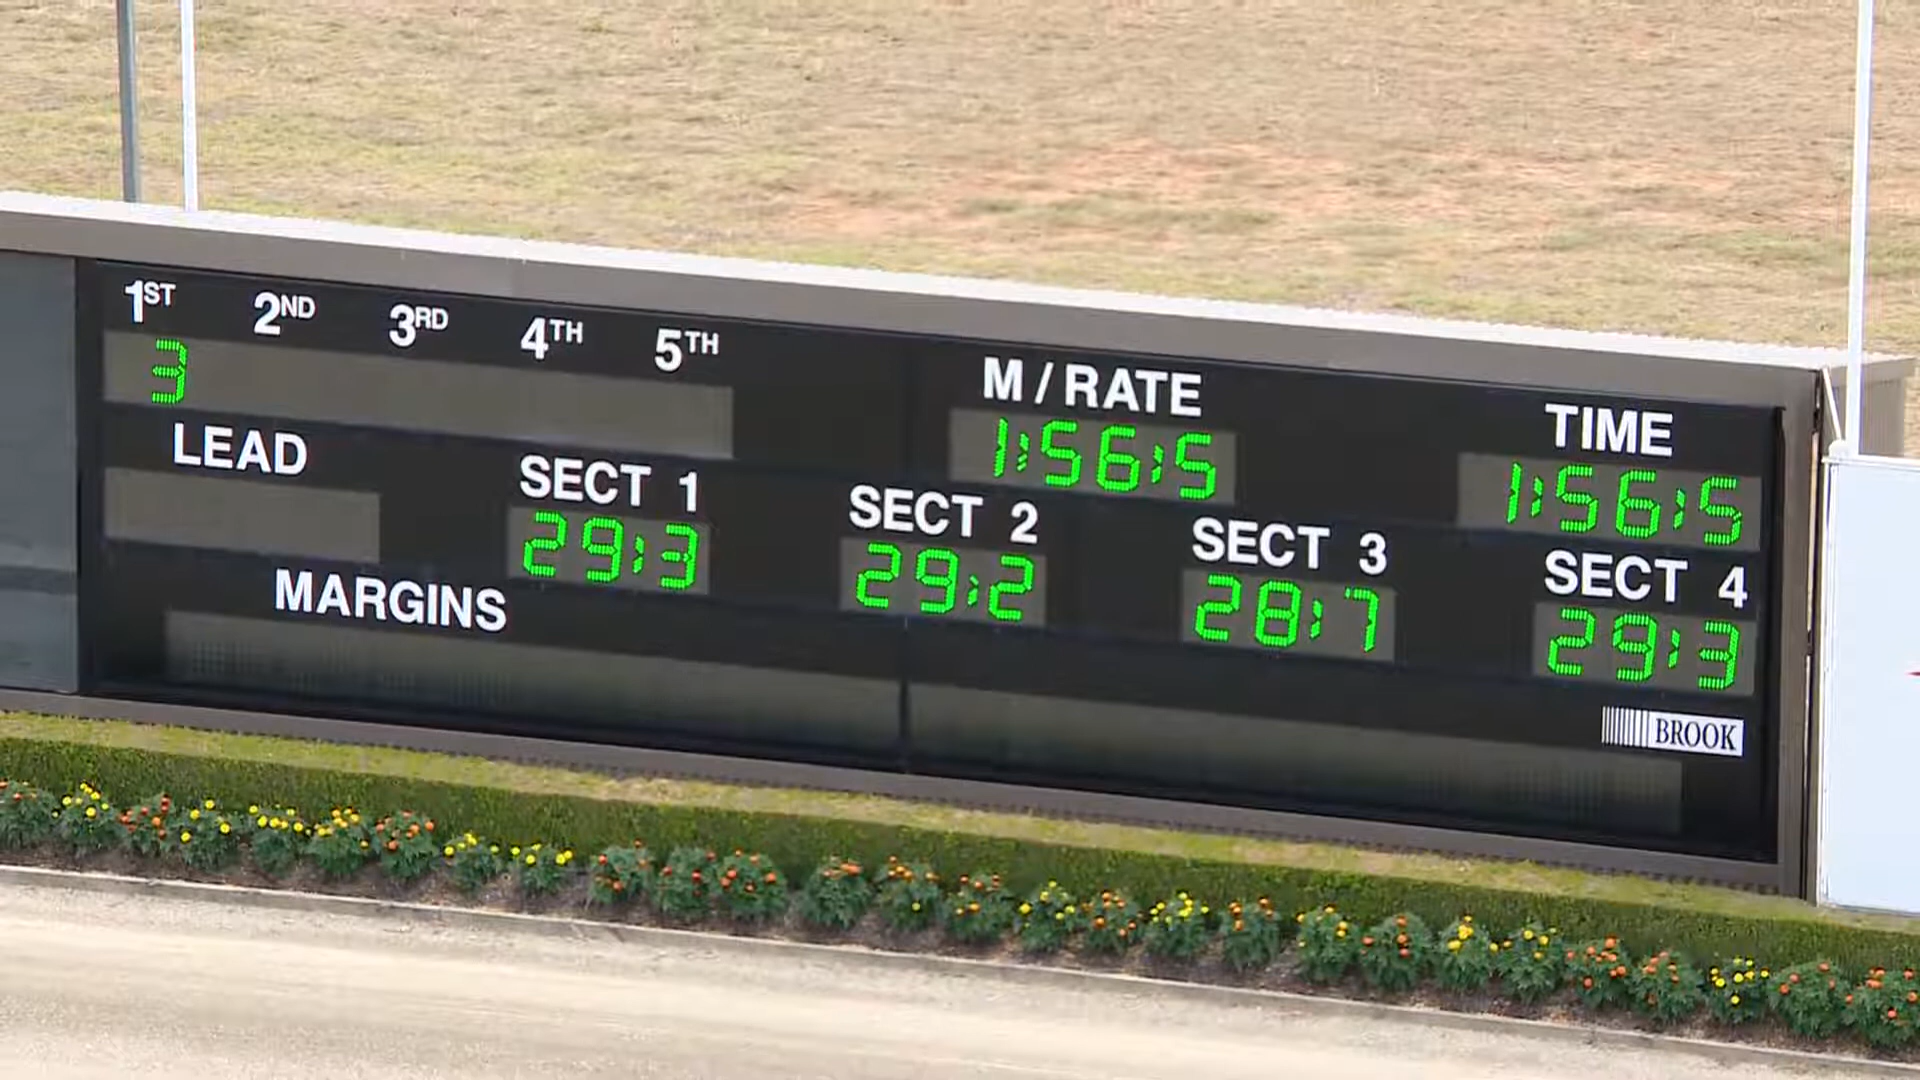 1ST 2ND 3RD 4TH 5TH
3
M / RATE
1:56:5
TIME
1:56:5
LEAD
SECT 1
29:3
SECT 2
29:2
SECT 3
28:7
SECT 4
29:3
MARGINS
BROOK